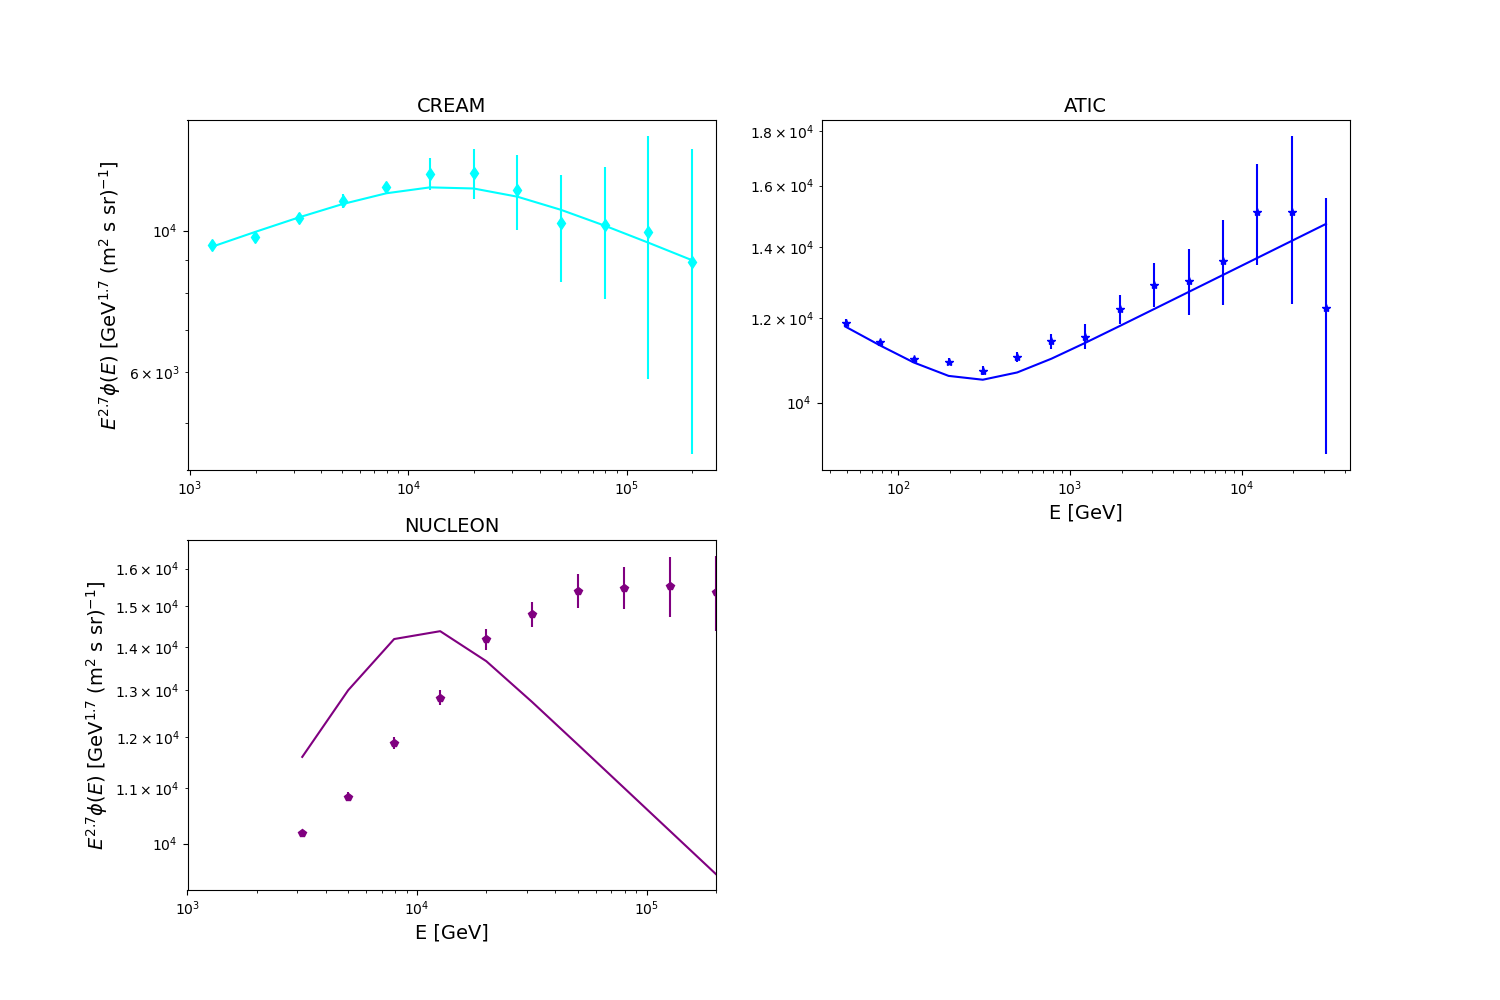 CREAM
E^2.7 ϕ(E) [GeV^1.7 (m^2 s sr)^−1]
10^4
6 × 10^3
10^3 10^4 10^5
ATIC
1.8 × 10^4
1.6 × 10^4
1.4 × 10^4
1.2 × 10^4
10^4
10^2 10^3 10^4
E [GeV]
NUCLEON
E^2.7 ϕ(E) [GeV^1.7 (m^2 s sr)^−1]
1.6 × 10^4
1.5 × 10^4
1.4 × 10^4
1.3 × 10^4
1.2 × 10^4
1.1 × 10^4
10^4
10^3 10^4 10^5
E [GeV]